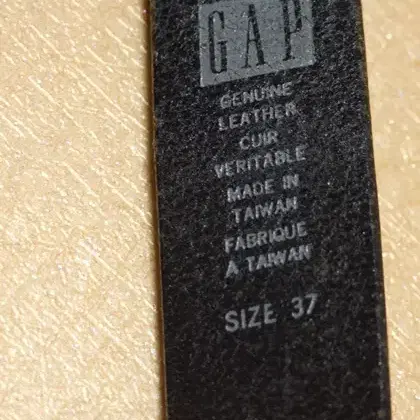 GAP
GENUINE
LEATHER
CUIR
VERITABLE
MADE IN
TAIWAN
FABRIQUE
A TAIWAN
SIZE 37